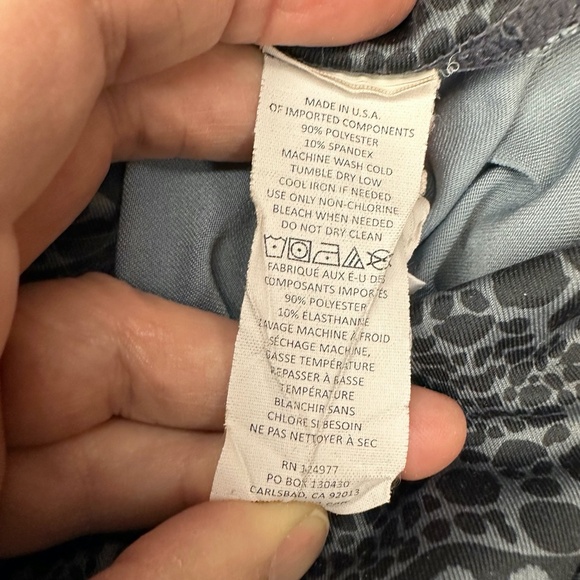 MADE IN U.S.A.
OF IMPORTED COMPONENTS
90% POLYESTER
10% SPANDEX
MACHINE WASH COLD
TUMBLE DRY LOW
COOL IRON IF NEEDED
USE ONLY NON-CHLORINE
BLEACH WHEN NEEDED
DO NOT DRY CLEAN
FABRIQUÉ AUX É-U DE
COMPOSANTS IMPORTÉS
90% POLYESTER
10% ÉLASTHANNE
LAVAGE MACHINE À FROID
SÉCHAGE MACHINE,
BASSE TEMPÉRATURE
REPASSER À BASSE
TEMPÉRATURE
BLANCHIR SANS
CHLORE SI BESOIN
NE PAS NETTOYER À SEC
RN 124977
PO BOX 130430
CARLSBAD, CA 92013